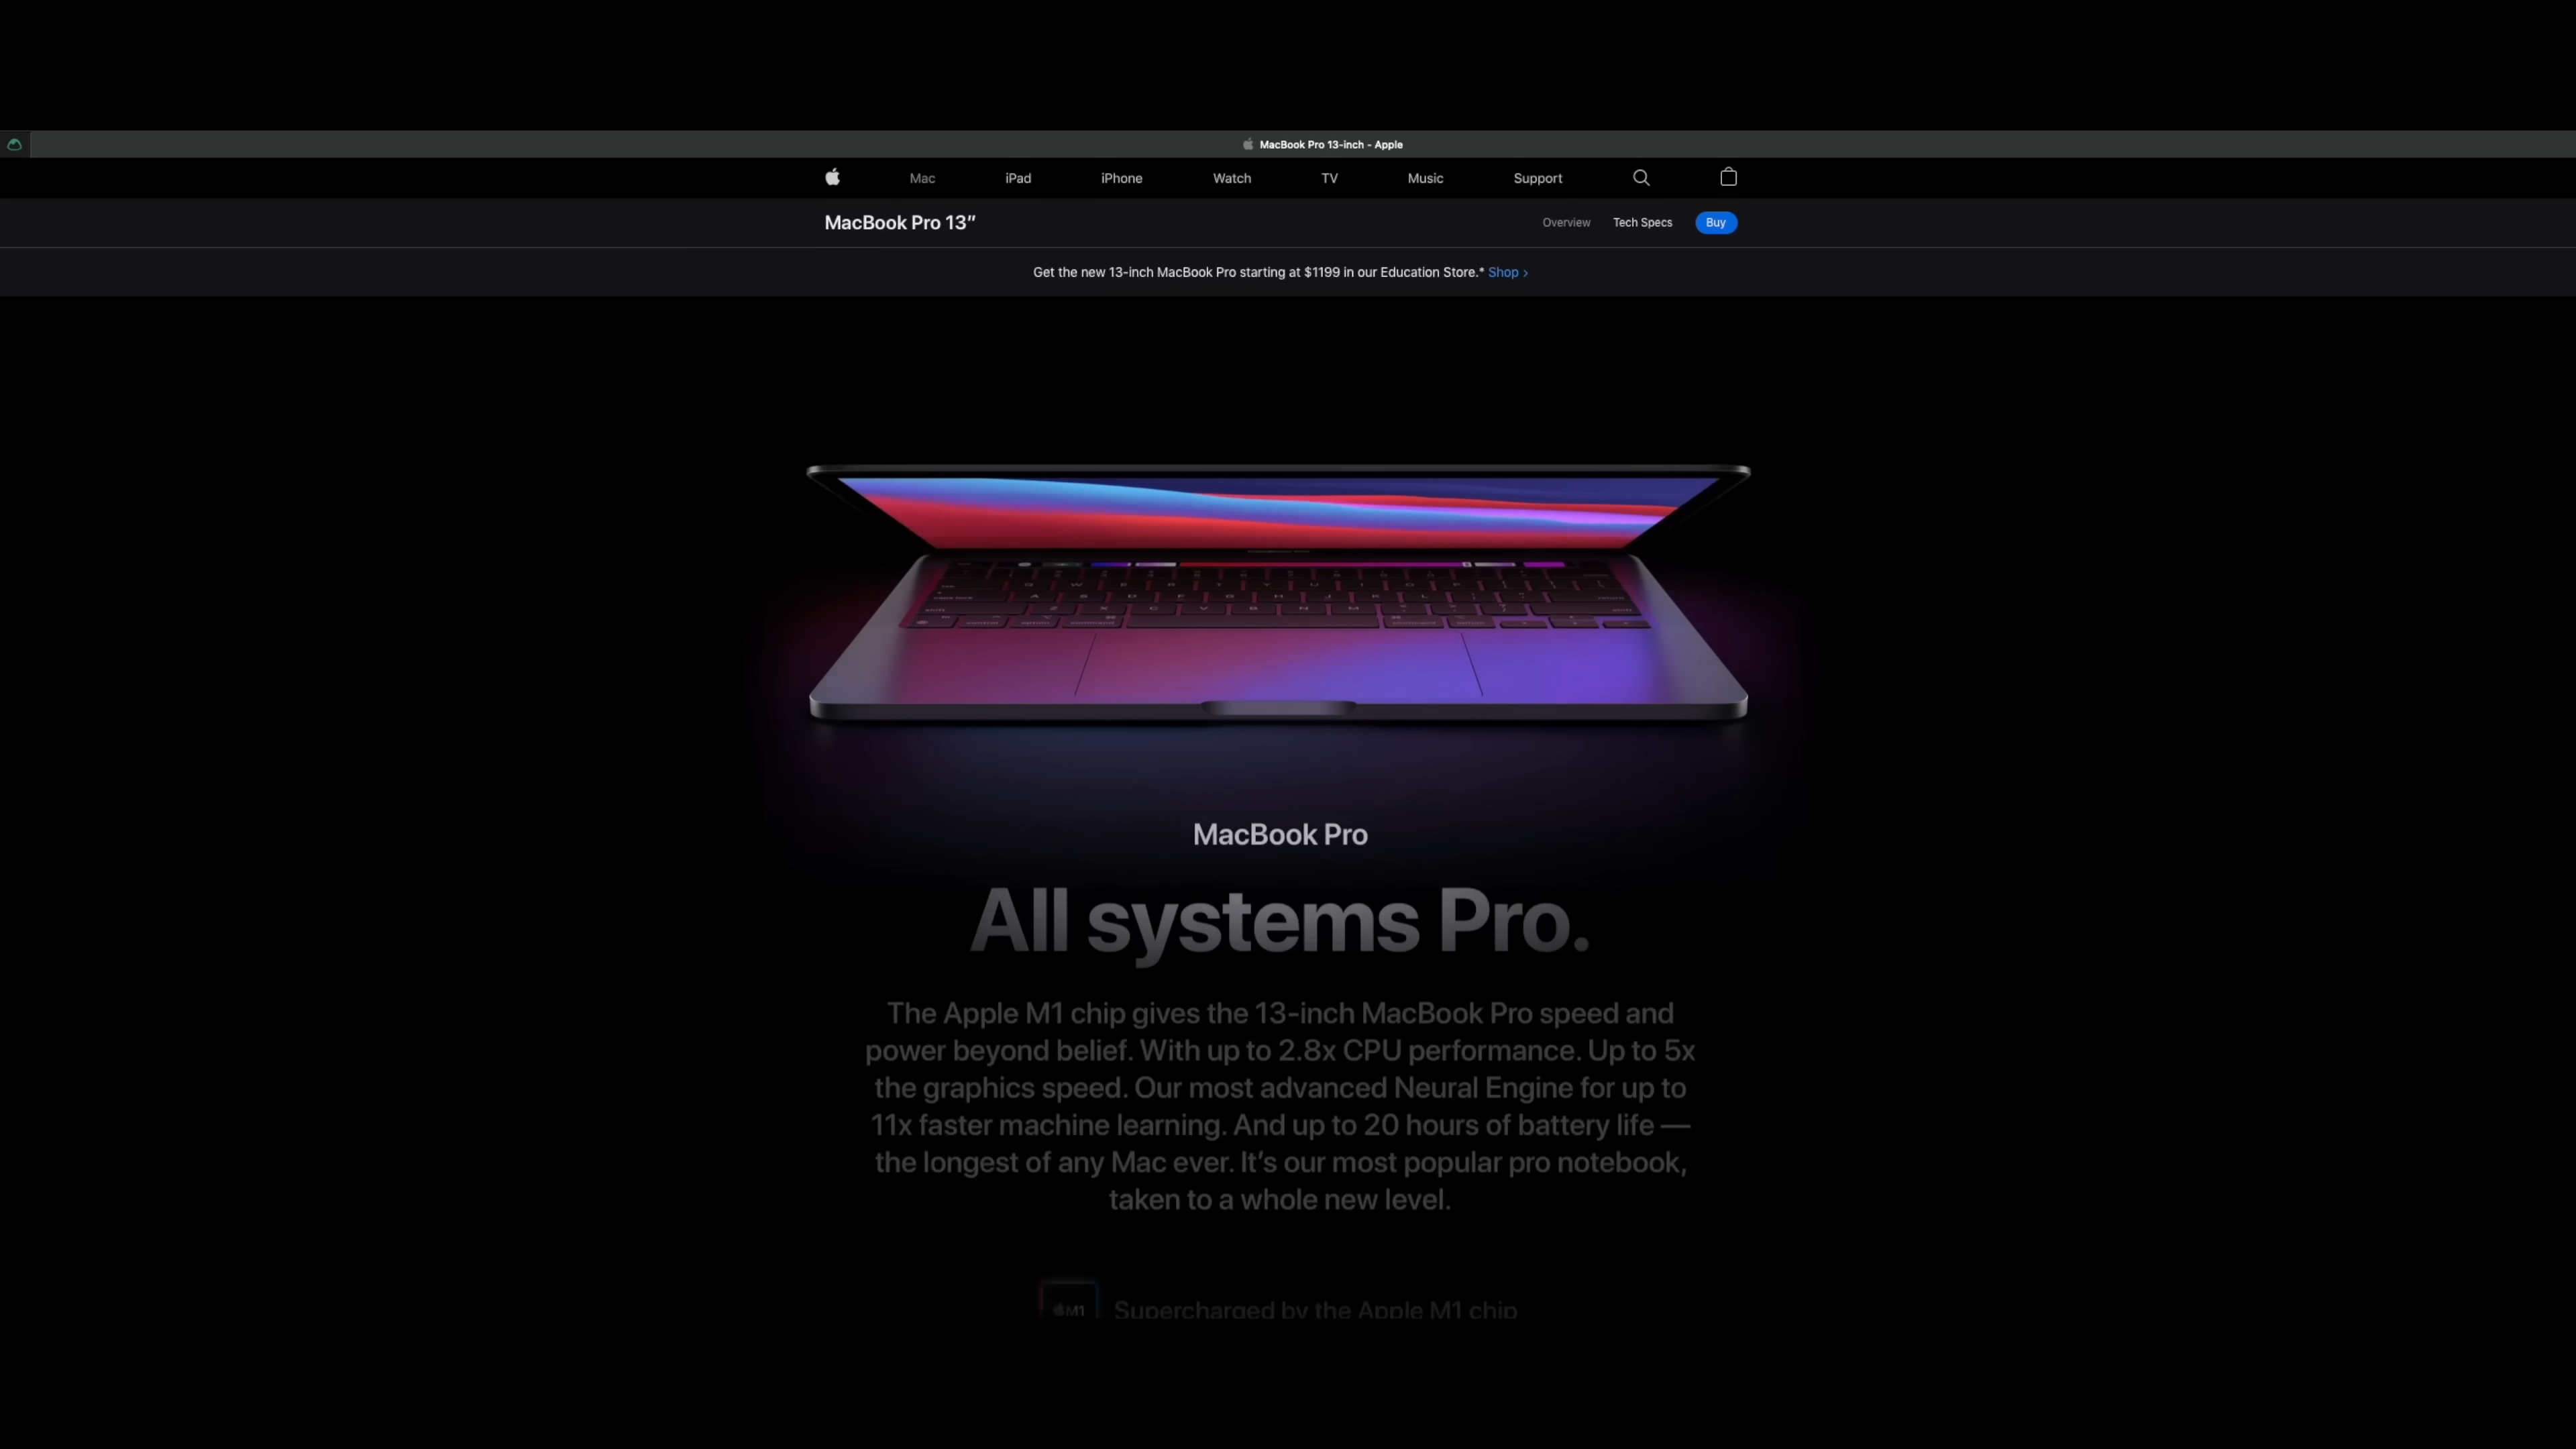 MacBook Pro 13-inch - Apple
Mac iPad iPhone Watch TV Music Support
MacBook Pro 13″
Overview Tech Specs Buy
Get the new 13-inch MacBook Pro starting at $1199 in our Education Store.* Shop >
MacBook Pro
All systems Pro.
The Apple M1 chip gives the 13-inch MacBook Pro speed and
power beyond belief. With up to 2.8x CPU performance. Up to 5x
the graphics speed. Our most advanced Neural Engine for up to
11x faster machine learning. And up to 20 hours of battery life —
the longest of any Mac ever. It’s our most popular pro notebook,
taken to a whole new level.
M1 Supercharged by the Apple M1 chip